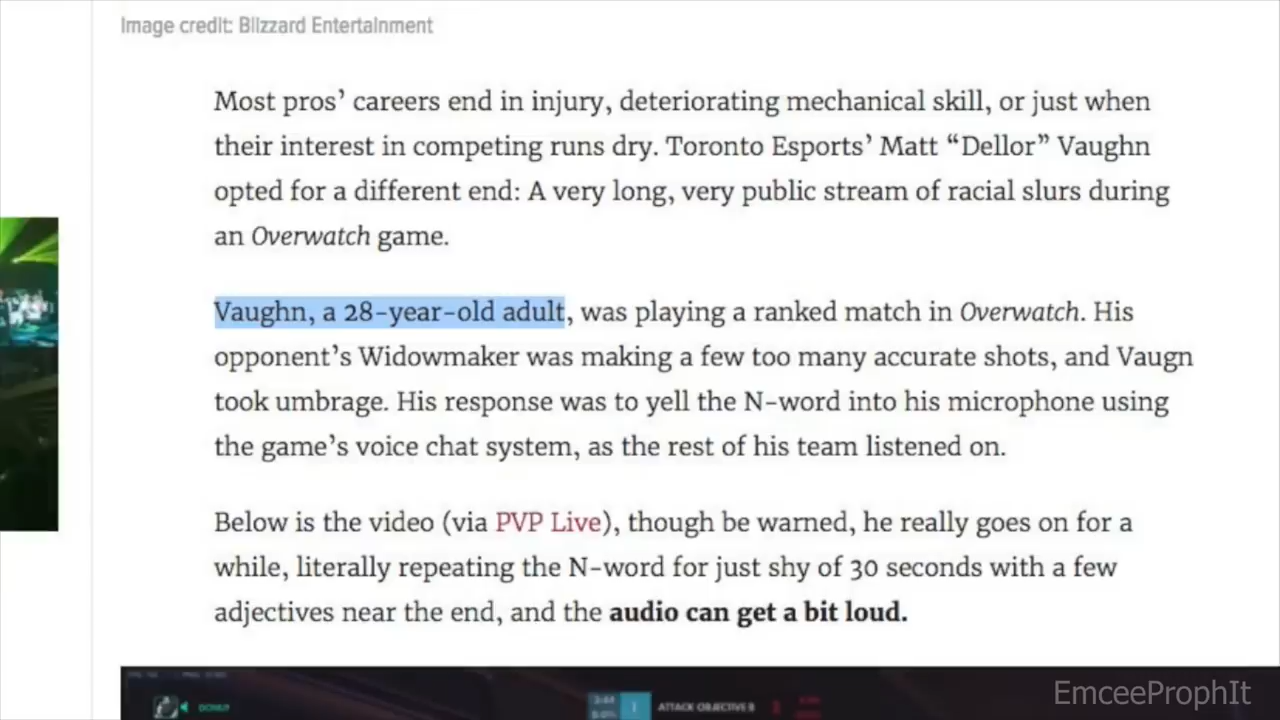 Image credit: Blizzard Entertainment
Most pros’ careers end in injury, deteriorating mechanical skill, or just when
their interest in competing runs dry. Toronto Esports’ Matt “Dellor” Vaughn
opted for a different end: A very long, very public stream of racial slurs during
an Overwatch game.
Vaughn, a 28-year-old adult, was playing a ranked match in Overwatch. His
opponent’s Widowmaker was making a few too many accurate shots, and Vaugn
took umbrage. His response was to yell the N-word into his microphone using
the game’s voice chat system, as the rest of his team listened on.
Below is the video (via PVP Live), though be warned, he really goes on for a
while, literally repeating the N-word for just shy of 30 seconds with a few
adjectives near the end, and the audio can get a bit loud.
ATTACK OBJECTIVE B
EmceeProphIt